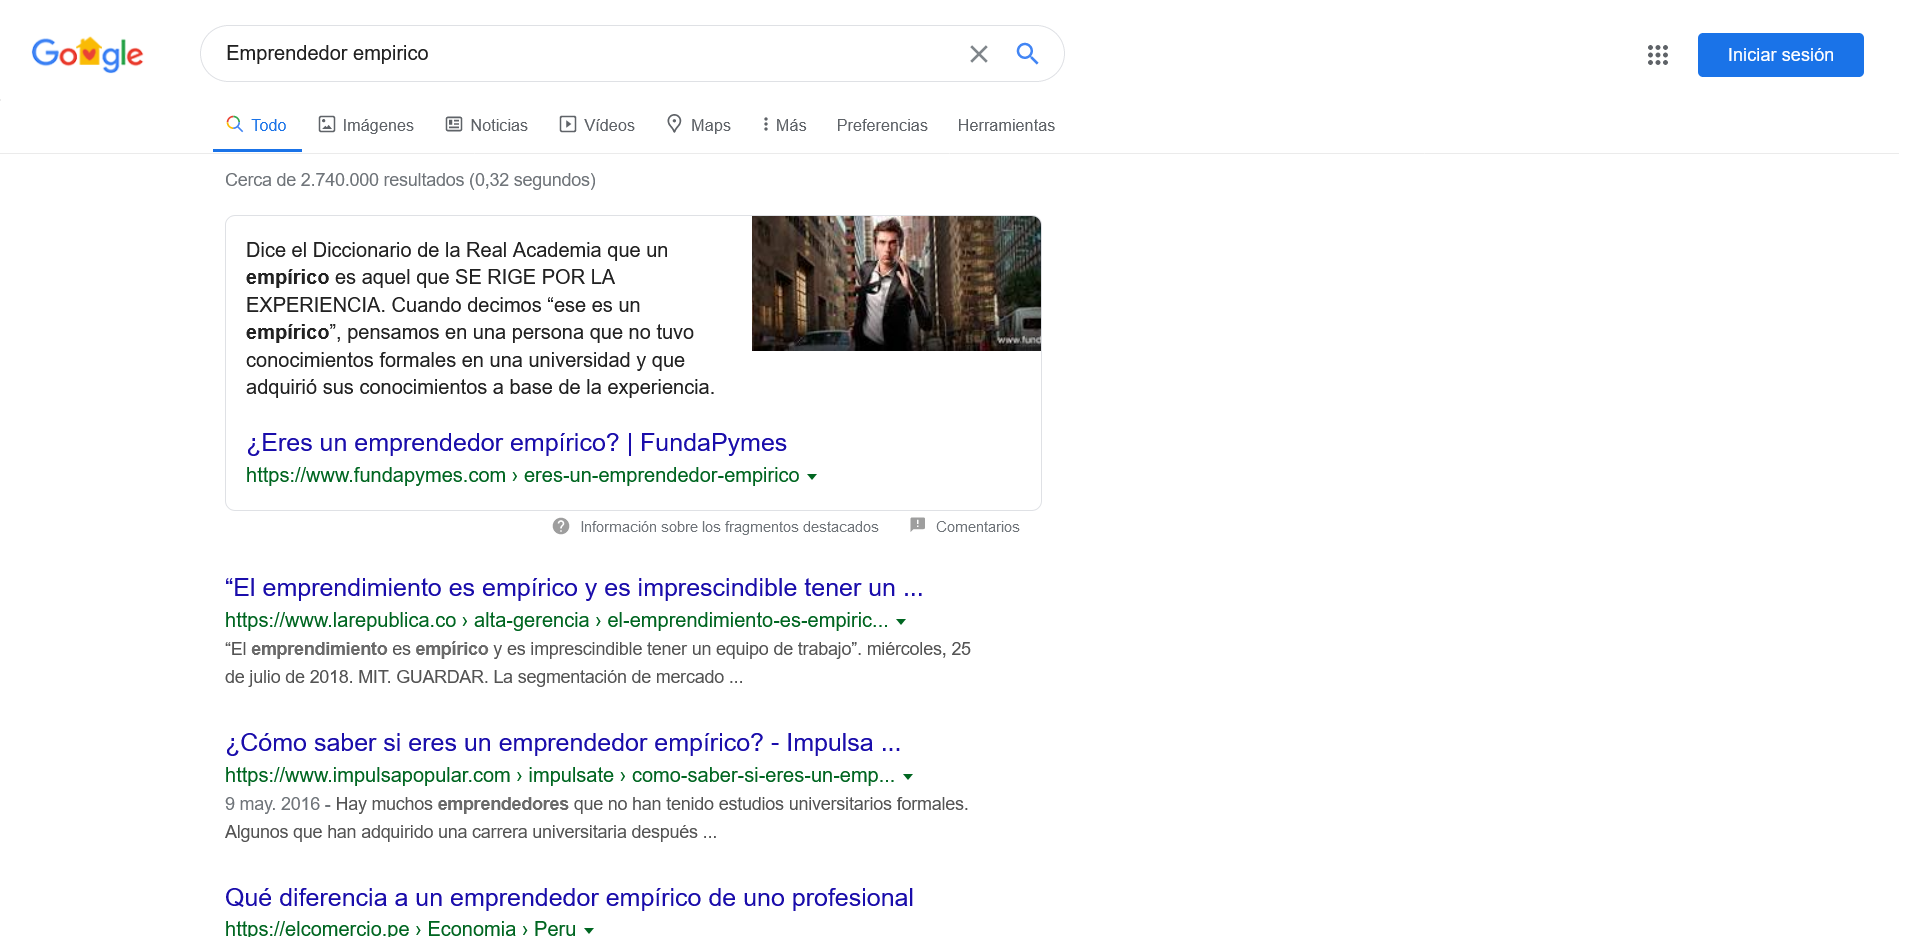 Google
Emprendedor empirico
Iniciar sesión
Todo
Imágenes
Noticias
Vídeos
Maps
Más
Preferencias
Herramientas
Cerca de 2.740.000 resultados (0,32 segundos)
Dice el Diccionario de la Real Academia que un
empírico es aquel que SE RIGE POR LA
EXPERIENCIA. Cuando decimos “ese es un
empírico”, pensamos en una persona que no tuvo
conocimientos formales en una universidad y que
adquirió sus conocimientos a base de la experiencia.
www.fund
¿Eres un emprendedor empírico? | FundaPymes
https://www.fundapymes.com › eres-un-emprendedor-empirico
Información sobre los fragmentos destacados
Comentarios
“El emprendimiento es empírico y es imprescindible tener un ...
https://www.larepublica.co › alta-gerencia › el-emprendimiento-es-empiric...
“El emprendimiento es empírico y es imprescindible tener un equipo de trabajo”. miércoles, 25
de julio de 2018. MIT. GUARDAR. La segmentación de mercado ...
¿Cómo saber si eres un emprendedor empírico? - Impulsa ...
https://www.impulsapopular.com › impulsate › como-saber-si-eres-un-emp...
9 may. 2016 - Hay muchos emprendedores que no han tenido estudios universitarios formales.
Algunos que han adquirido una carrera universitaria después ...
Qué diferencia a un emprendedor empírico de uno profesional
https://elcomercio.pe › Economia › Peru